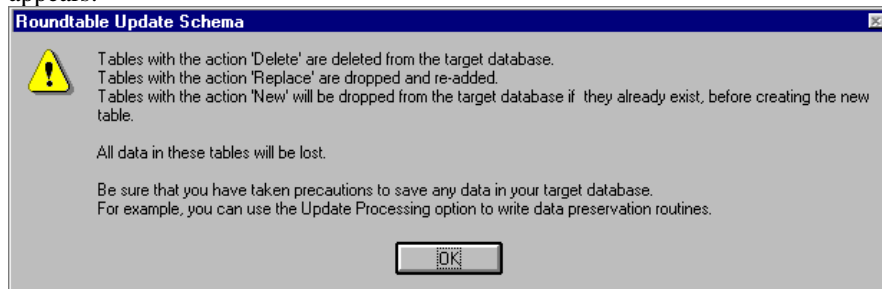 appears.
Roundtable Update Schema
Tables with the action 'Delete' are deleted from the target database.
Tables with the action 'Replace' are dropped and re-added.
Tables with the action 'New' will be dropped from the target database if they already exist, before creating the new
table.
All data in these tables will be lost.
Be sure that you have taken precautions to save any data in your target database.
For example, you can use the Update Processing option to write data preservation routines.
OK